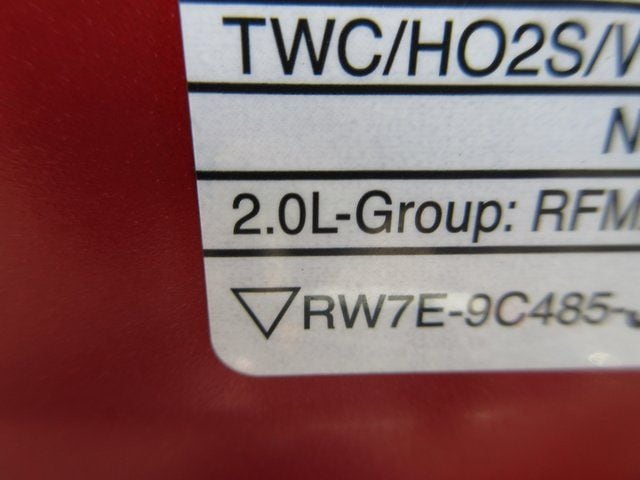 TWC/HO2S/
N
2.0L-Group: RFM
▽RW7E-9C485-